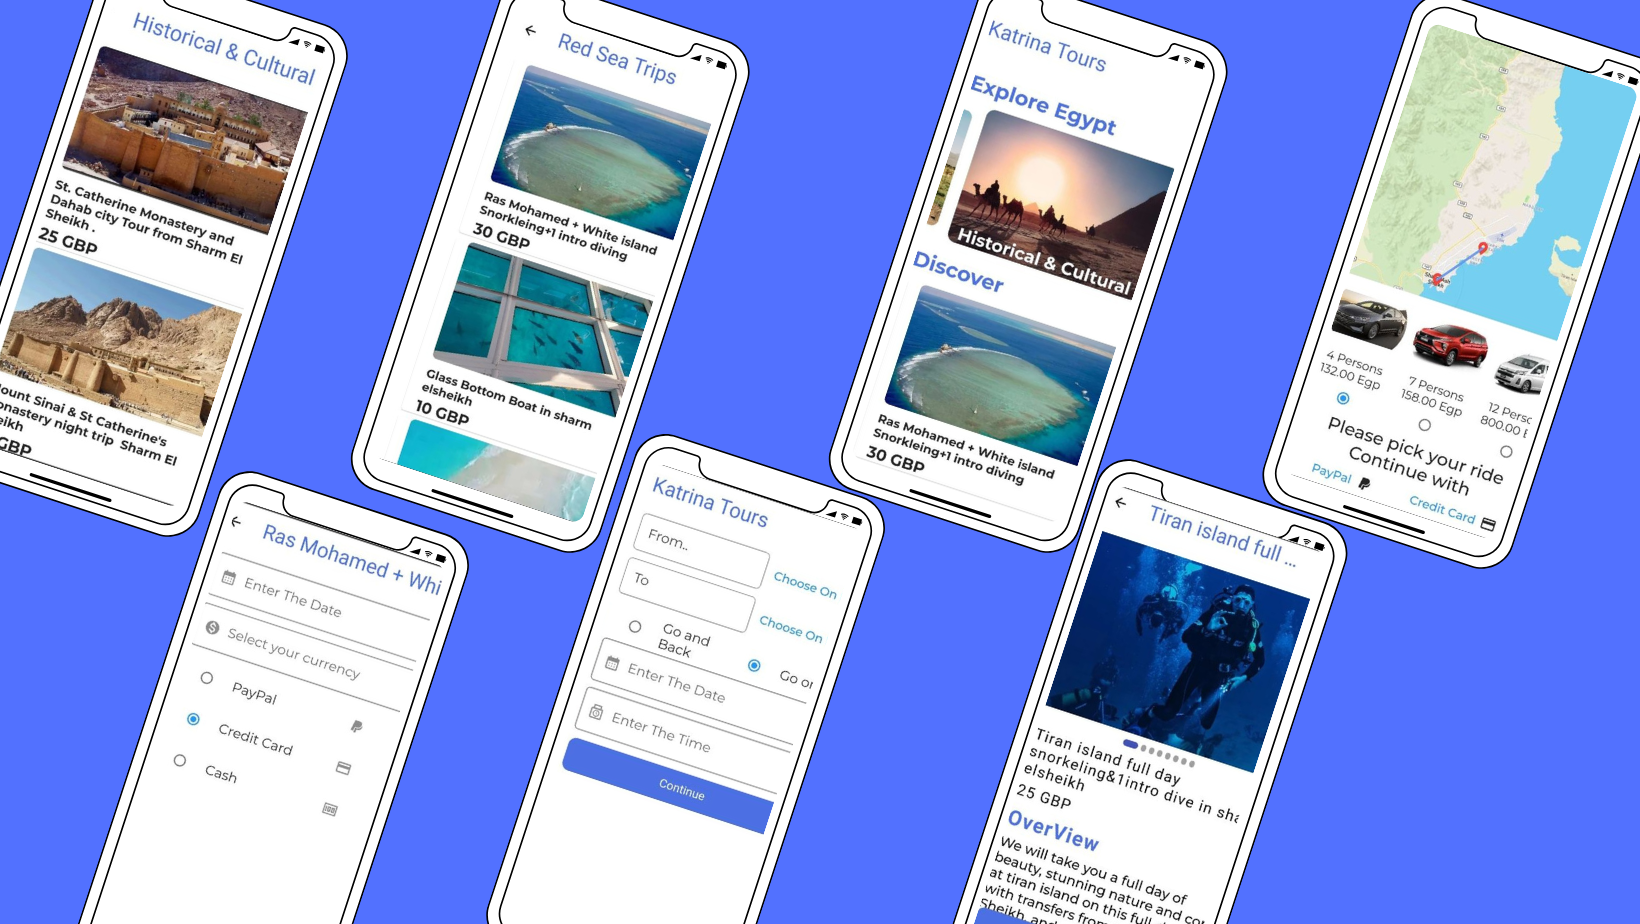 Historical & Cultural
St. Catherine Monastery and
Dahab city Tour from Sharm El
Sheikh .
25 GBP
ount Sinai & St Catherine's
onastery night trip Sharm El
eikh
GBP
Red Sea Trips
Ras Mohamed + White island
Snorkleing+1 intro diving
30 GBP
Glass Bottom Boat in sharm
elsheikh
10 GBP
Katrina Tours
Explore Egypt
Historical & Cultural
Discover
Ras Mohamed + White island
Snorkleing+1 intro diving
30 GBP
4 Persons
132.00 Egp
7 Persons
158.00 Egp
12 Perso
800.00 E
Please pick your ride
Continue with
PayPal
Credit Card
Ras Mohamed + Whi
Enter The Date
Select your currency
PayPal
Credit Card
Cash
Katrina Tours
From..
Choose On
To
Choose On
Go and
Back
Go or
Enter The Date
Enter The Time
Continue
Tiran island full ...
Tiran island full day
snorkeling&1intro dive in sha
elsheikh
25 GBP
OverView
We will take you a full day of
beauty, stunning nature and co
at tiran island on this full
with transfers from
Sheikh, and